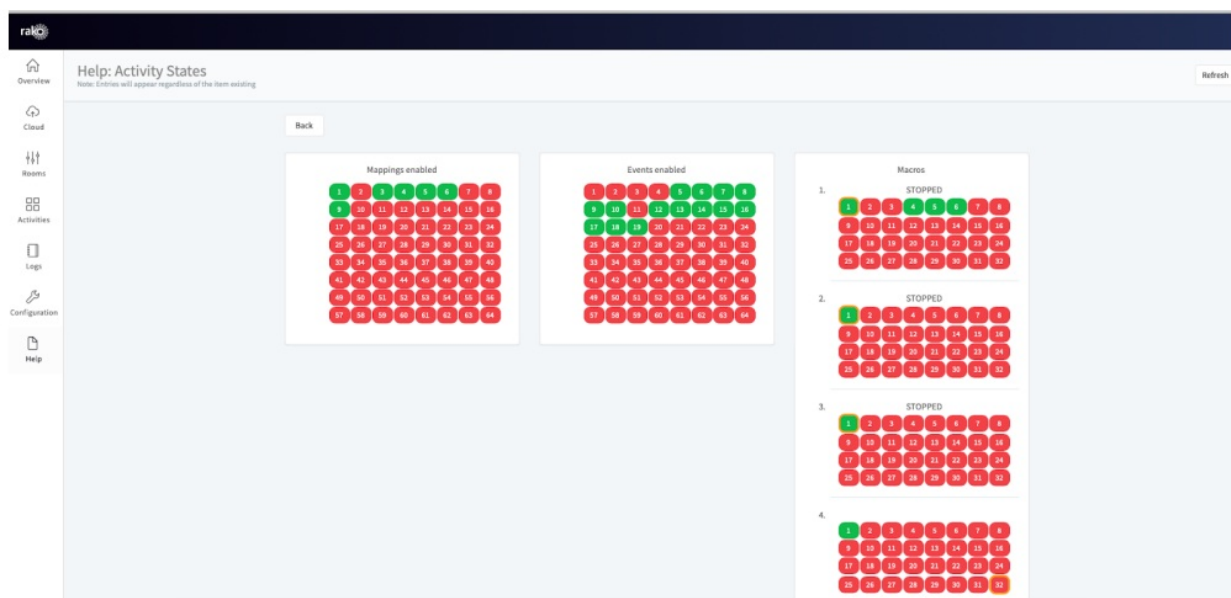 rako
Overview
Cloud
Rooms
Activities
Logs
Configuration
Help
Help: Activity States
Note: Entries will appear regardless of the item existing
Refresh
Back
Mappings enabled
1 2 3 4 5 6 7 8
9 10 11 12 13 14 15 16
17 18 19 20 21 22 23 24
25 26 27 28 29 30 31 32
33 34 35 36 37 38 39 40
41 42 43 44 45 46 47 48
49 50 51 52 53 54 55 56
57 58 59 60 61 62 63 64
Events enabled
1 2 3 4 5 6 7 8
9 10 11 12 13 14 15 16
17 18 19 20 21 22 23 24
25 26 27 28 29 30 31 32
33 34 35 36 37 38 39 40
41 42 43 44 45 46 47 48
49 50 51 52 53 54 55 56
57 58 59 60 61 62 63 64
Macros
1. STOPPED
1 2 3 4 5 6 7 8
9 10 11 12 13 14 15 16
17 18 19 20 21 22 23 24
25 26 27 28 29 30 31 32
2. STOPPED
1 2 3 4 5 6 7 8
9 10 11 12 13 14 15 16
17 18 19 20 21 22 23 24
25 26 27 28 29 30 31 32
3. STOPPED
1 2 3 4 5 6 7 8
9 10 11 12 13 14 15 16
17 18 19 20 21 22 23 24
25 26 27 28 29 30 31 32
4.
1 2 3 4 5 6 7 8
9 10 11 12 13 14 15 16
17 18 19 20 21 22 23 24
25 26 27 28 29 30 31 32